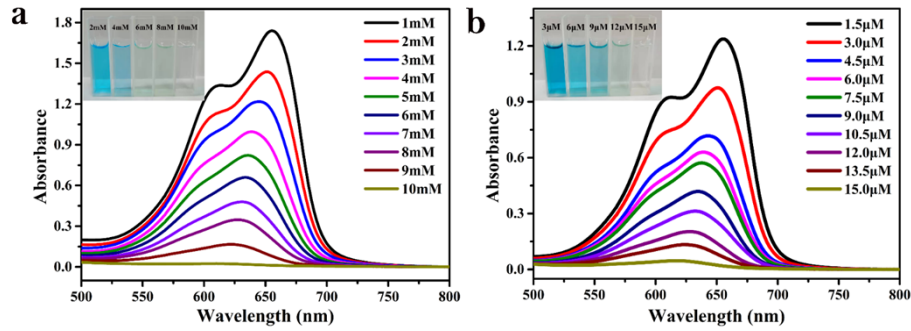 a
2mM 4mM 6mM 8mM 10mM
1mM
2mM
3mM
4mM
5mM
6mM
7mM
8mM
9mM
10mM
1.8
1.5
1.2
0.9
0.6
0.3
0.0
Absorbance
500 550 600 650 700 750 800
Wavelength (nm)
b
3μM 6μM 9μM 12μM 15μM
1.5μM
3.0μM
4.5μM
6.0μM
7.5μM
9.0μM
10.5μM
12.0μM
13.5μM
15.0μM
1.2
0.9
0.6
0.3
0.0
Absorbance
500 550 600 650 700 750 800
Wavelength (nm)